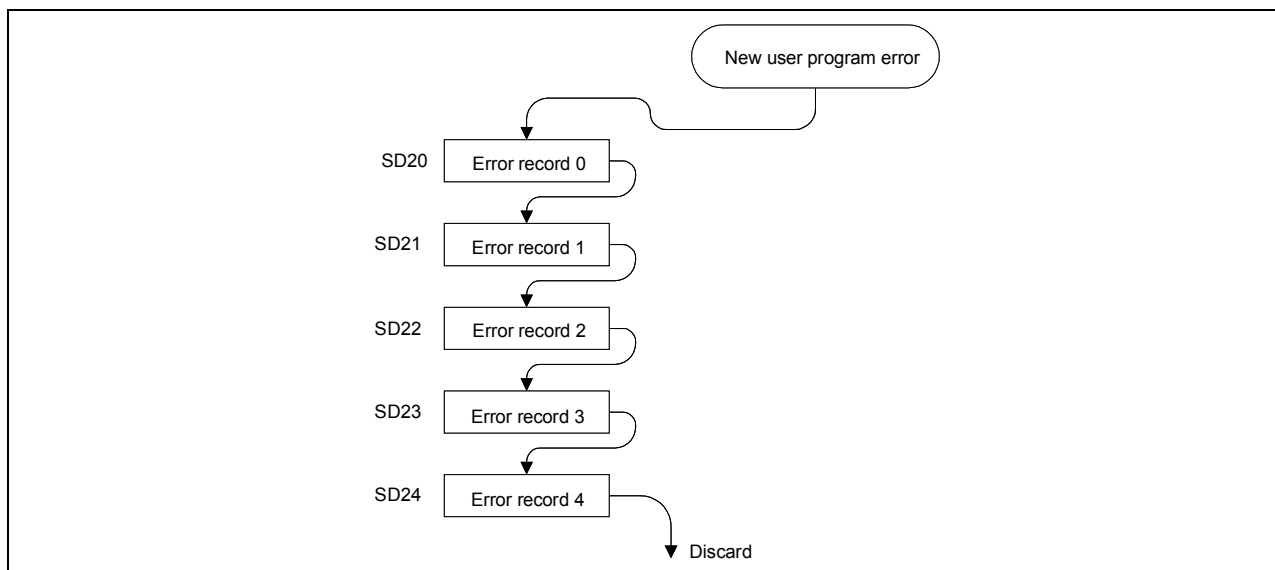 New user program error
SD20 Error record 0
SD21 Error record 1
SD22 Error record 2
SD23 Error record 3
SD24 Error record 4
Discard